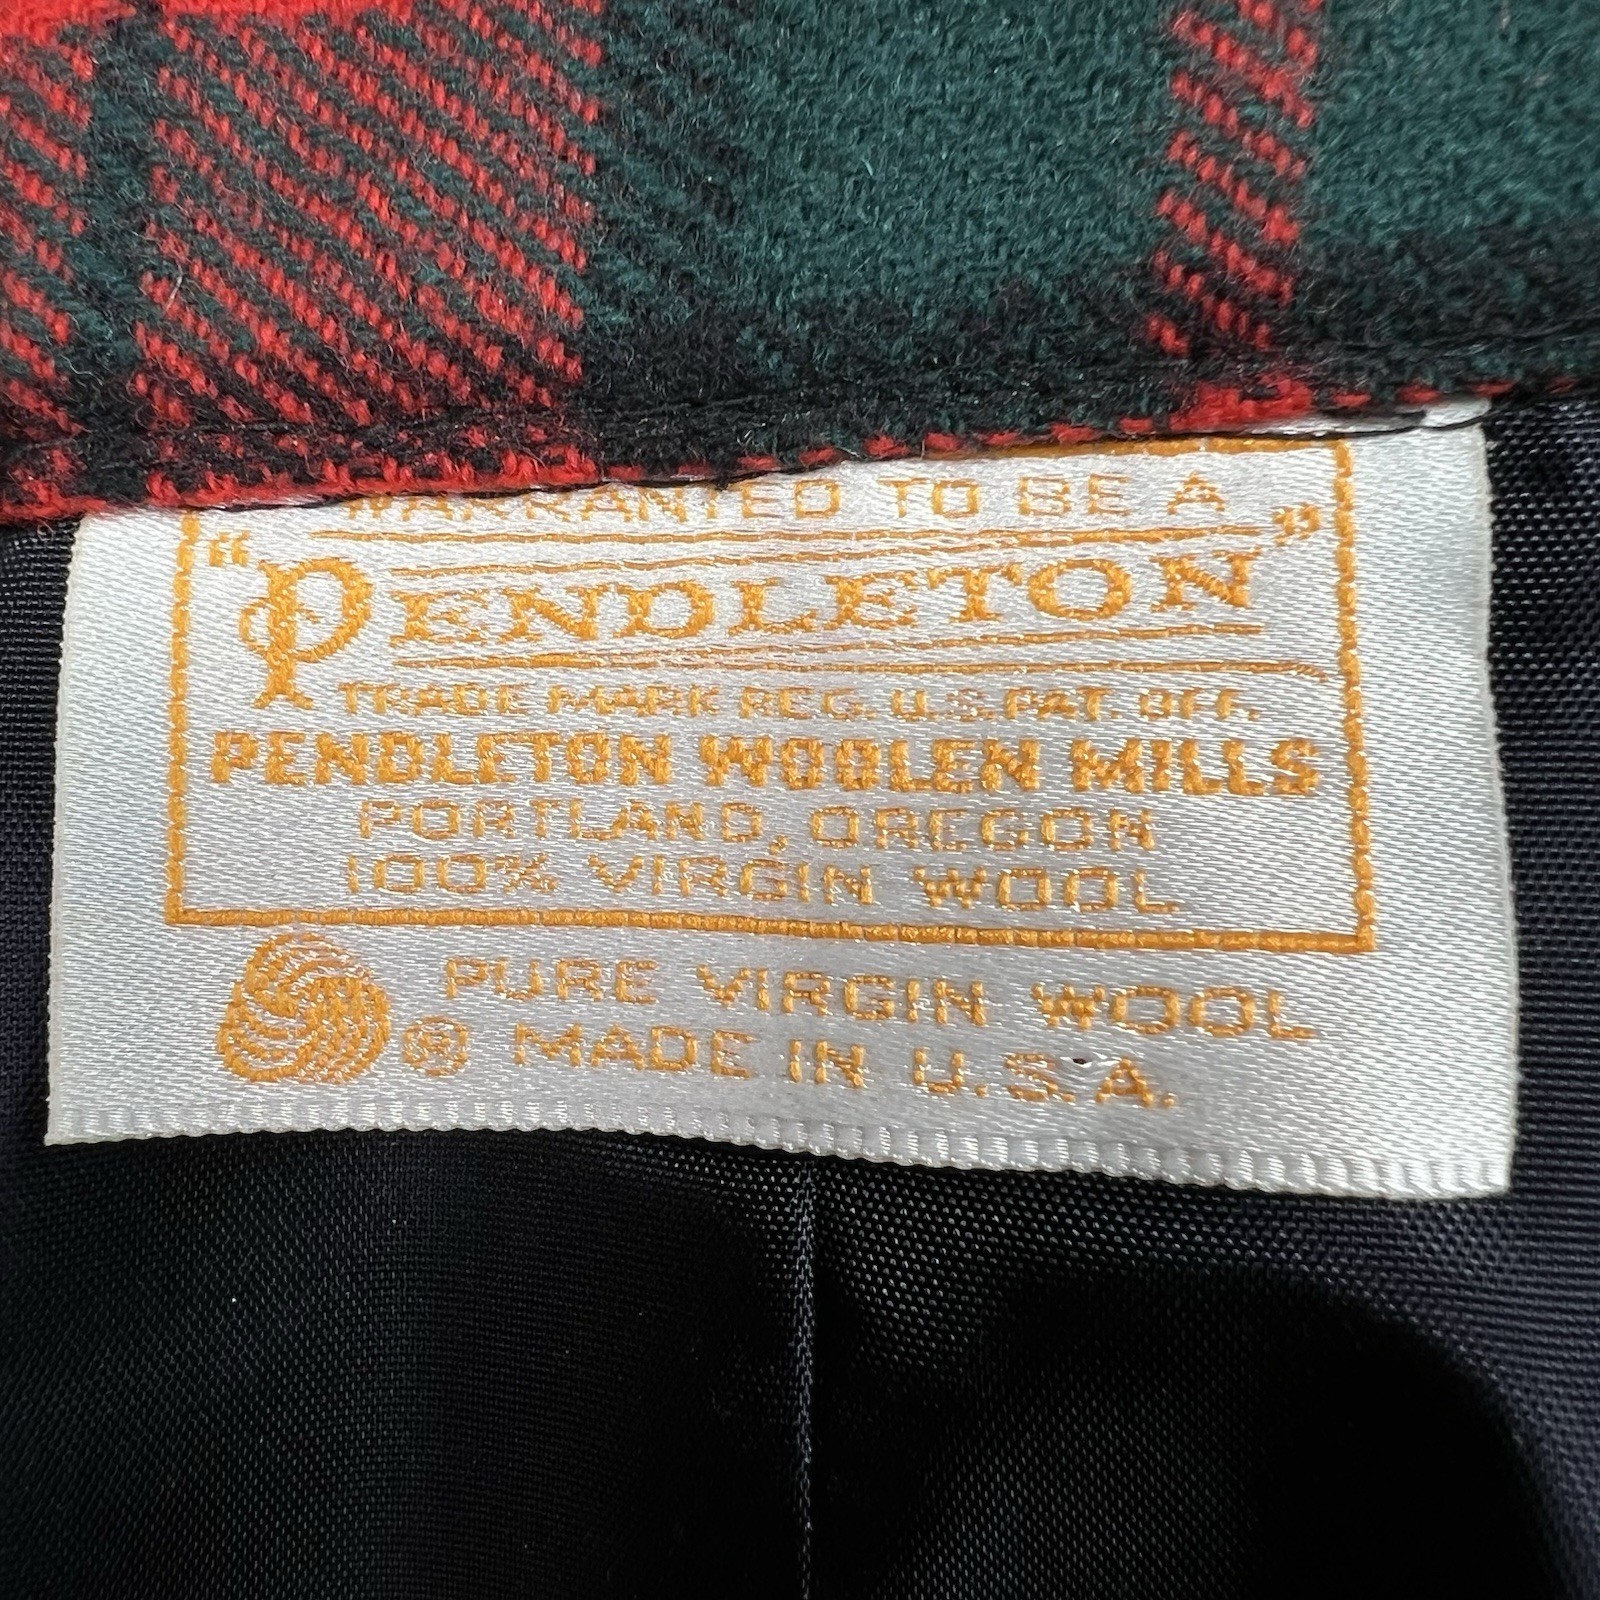 WARRANTED TO BE A
"PENDLETON"
TRADE MARK REG. U.S. PAT. OFF.
PENDLETON WOOLEN MILLS
PORTLAND, OREGON
100% VIRGIN WOOL
PURE VIRGIN WOOL
® MADE IN U.S.A.